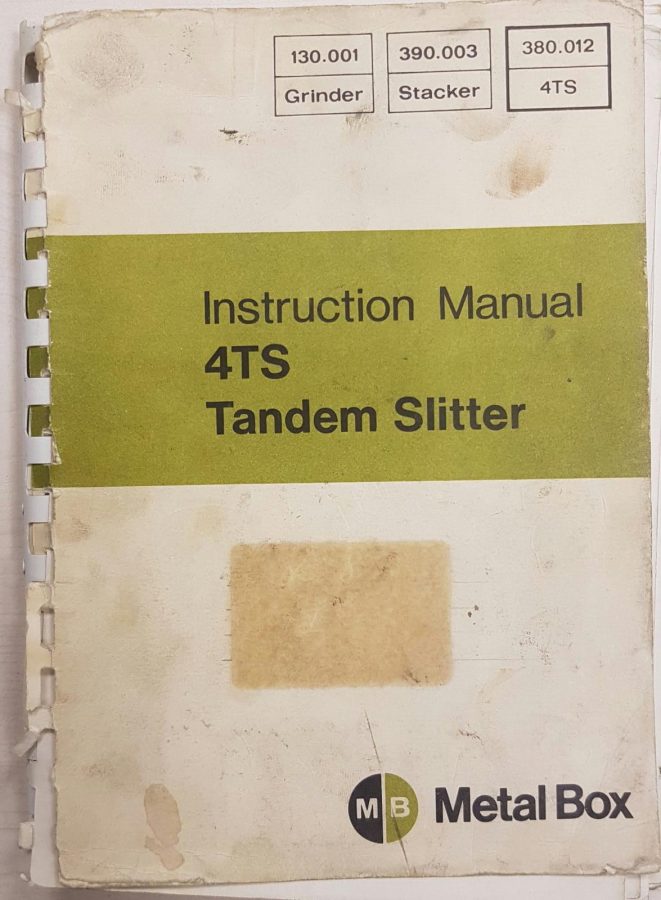 130.001
Grinder
390.003
Stacker
380.012
4TS
Instruction Manual
4TS
Tandem Slitter
MB Metal Box